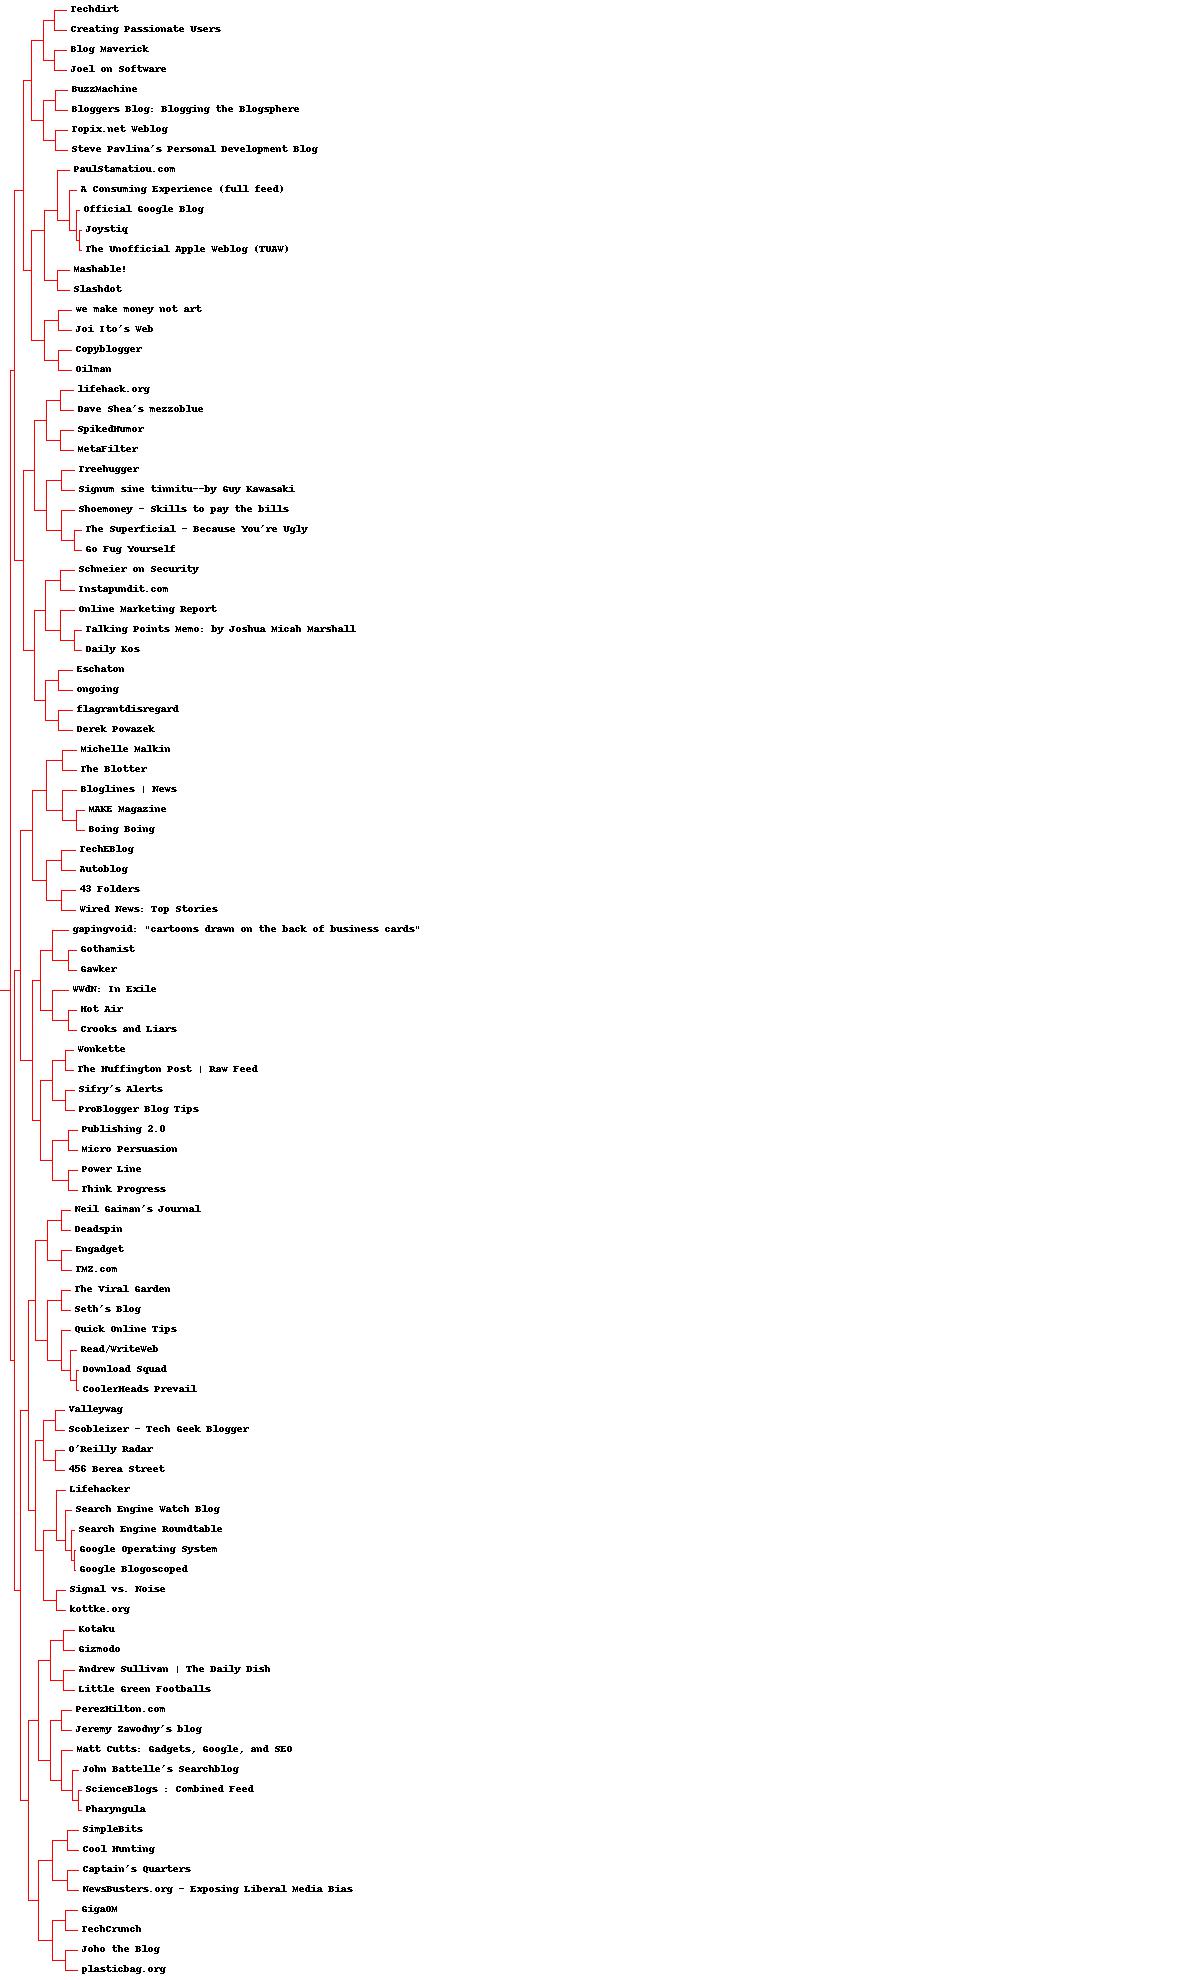 Techdirt
Creating Passionate Users
Blog Maverick
Joel on Software
BuzzMachine
Bloggers Blog: Blogging the Blogsphere
Topix.net Weblog
Steve Pavlina's Personal Development Blog
PaulStamatiou.com
A Consuming Experience (full feed)
Official Google Blog
Joystiq
The Unofficial Apple Weblog (TUAW)
Mashable!
Slashdot
we make money not art
Joi Ito's Web
Copyblogger
Oilman
lifehack.org
Dave Shea's mezzoblue
SpikedHumor
MetaFilter
Treehugger
Signum sine tinnitu--by Guy Kawasaki
Shoemoney - Skills to pay the bills
The Superficial - Because You're Ugly
Go Fug Yourself
Schneier on Security
Instapundit.com
Online Marketing Report
Talking Points Memo: by Joshua Micah Marshall
Daily Kos
Eschaton
ongoing
flagrantdisregard
Derek Powazek
Michelle Malkin
The Blotter
Bloglines | News
MAKE Magazine
Boing Boing
TechEBlog
Autoblog
43 Folders
Wired News: Top Stories
gapingvoid: "cartoons drawn on the back of business cards"
Gothamist
Gawker
WWdN: In Exile
Hot Air
Crooks and Liars
Wonkette
The Huffington Post | Raw Feed
Sifry's Alerts
ProBlogger Blog Tips
Publishing 2.0
Micro Persuasion
Power Line
Think Progress
Neil Gaiman's Journal
Deadspin
Engadget
TMZ.com
The Viral Garden
Seth's Blog
Quick Online Tips
Read/WriteWeb
Download Squad
CoolerHeads Prevail
Valleywag
Scobleizer - Tech Geek Blogger
O'Reilly Radar
456 Berea Street
Lifehacker
Search Engine Watch Blog
Search Engine Roundtable
Google Operating System
Google Blogoscoped
Signal vs. Noise
kottke.org
Kotaku
Gizmodo
Andrew Sullivan | The Daily Dish
Little Green Footballs
PerezHilton.com
Jeremy Zawodny's blog
Matt Cutts: Gadgets, Google, and SEO
John Battelle's Searchblog
ScienceBlogs : Combined Feed
Pharyngula
SimpleBits
Cool Hunting
Captain's Quarters
NewsBusters.org - Exposing Liberal Media Bias
GigaOM
TechCrunch
Joho the Blog
plasticbag.org